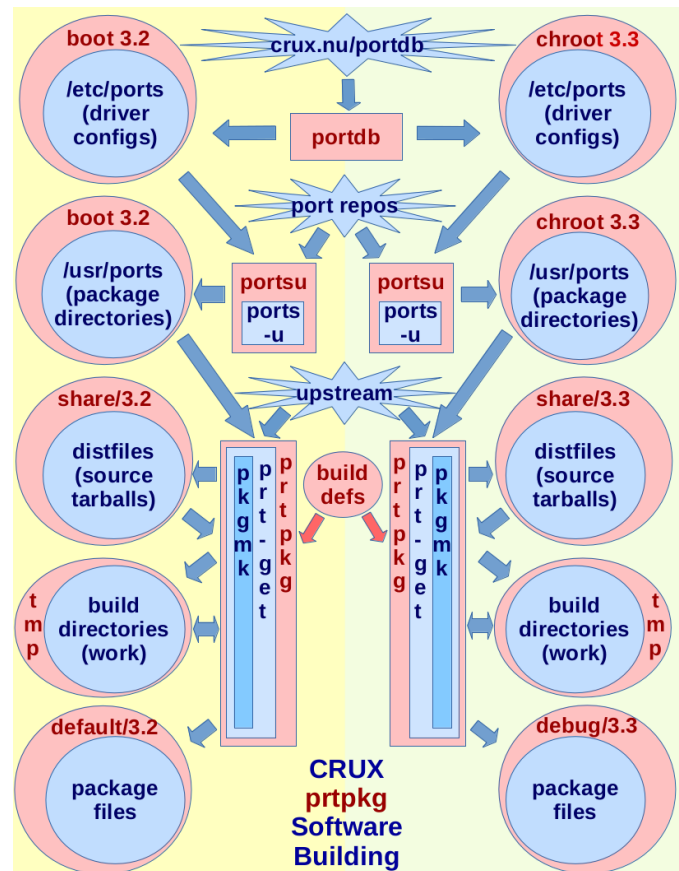 boot 3.2
crux.nu/portdb
chroot 3.3
/etc/ports
(driver
configs)
portdb
/etc/ports
(driver
configs)
boot 3.2
port repos
chroot 3.3
/usr/ports
(package
directories)
portsu
ports
-u
portsu
ports
-u
/usr/ports
(package
directories)
share/3.2
upstream
share/3.3
distfiles
(source
tarballs)
pkgmk
prt-get
prtpkg
build
defs
prtpkg
prt-get
pkgmk
distfiles
(source
tarballs)
tmp
build
directories
(work)
build
directories
(work)
tmp
default/3.2
package
files
debug/3.3
package
files
CRUX
prtpkg
Software
Building